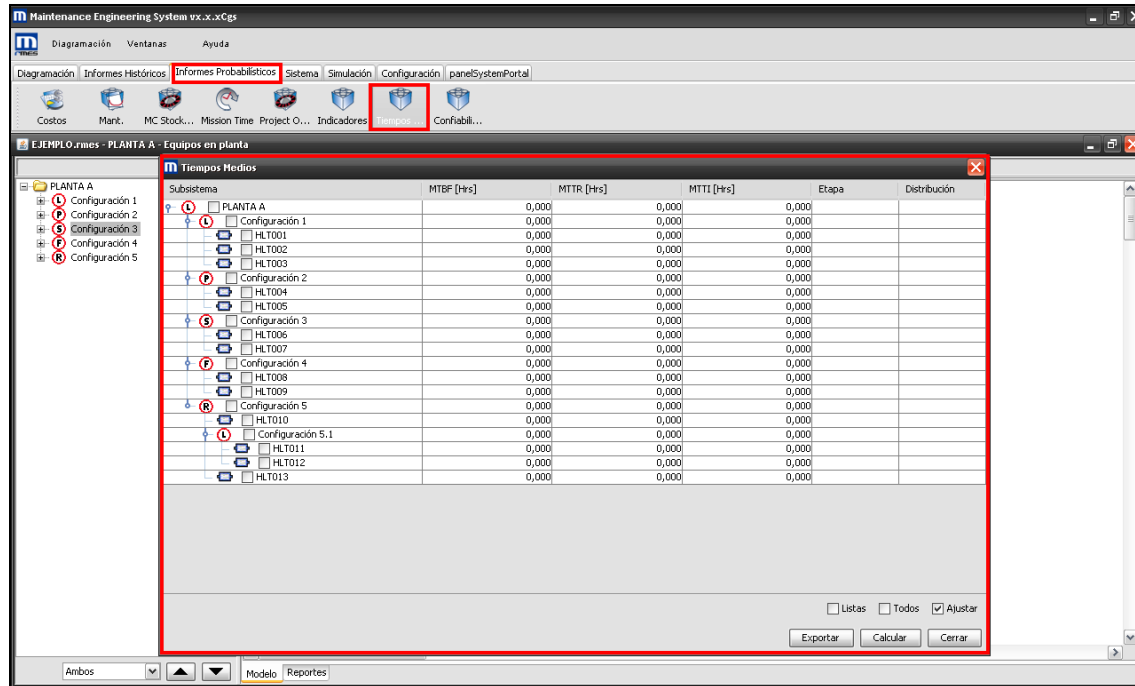 Maintenance Engineering System vx.x.xCgs
Diagramación Ventanas Ayuda
rmes
Diagramación Informes Históricos Informes Probabilísticos Sistema Simulación Configuración panelSystemPortal
Costos Mant. MC Stock... Mission Time Project O... Indicadores Tiempos ... Confiabili...
EJEMPLO.rmes - PLANTA A - Equipos en planta
Tiempos Medios
PLANTA A
Configuración 1
Configuración 2
Configuración 3
Configuración 4
Configuración 5
Subsistema MTBF [Hrs] MTTR [Hrs] MTTI [Hrs] Etapa Distribución
L PLANTA A 0,000 0,000 0,000
L Configuración 1 0,000 0,000 0,000
HLT001 0,000 0,000 0,000
HLT002 0,000 0,000 0,000
HLT003 0,000 0,000 0,000
P Configuración 2 0,000 0,000 0,000
HLT004 0,000 0,000 0,000
HLT005 0,000 0,000 0,000
S Configuración 3 0,000 0,000 0,000
HLT006 0,000 0,000 0,000
HLT007 0,000 0,000 0,000
F Configuración 4 0,000 0,000 0,000
HLT008 0,000 0,000 0,000
HLT009 0,000 0,000 0,000
R Configuración 5 0,000 0,000 0,000
HLT010 0,000 0,000 0,000
L Configuración 5.1 0,000 0,000 0,000
HLT011 0,000 0,000 0,000
HLT012 0,000 0,000 0,000
HLT013 0,000 0,000 0,000
Listas Todos Ajustar
Exportar Calcular Cerrar
Ambos Modelo Reportes